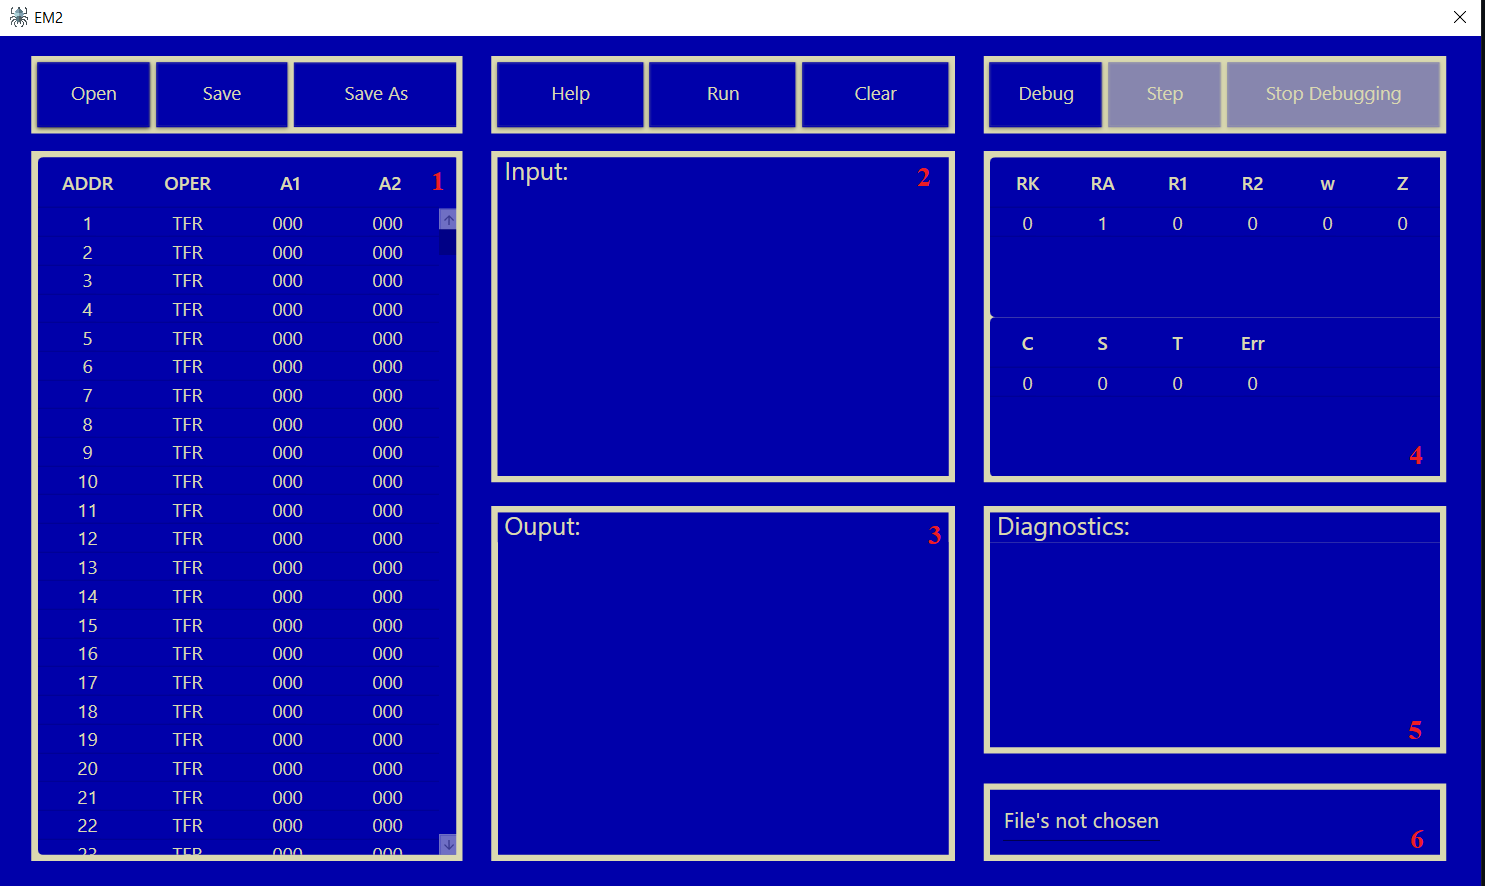 EM2
Open Save Save As Help Run Clear Debug Step Stop Debugging
ADDR OPER A1 A2 1
1 TFR 000 000
2 TFR 000 000
3 TFR 000 000
4 TFR 000 000
5 TFR 000 000
6 TFR 000 000
7 TFR 000 000
8 TFR 000 000
9 TFR 000 000
10 TFR 000 000
11 TFR 000 000
12 TFR 000 000
13 TFR 000 000
14 TFR 000 000
15 TFR 000 000
16 TFR 000 000
17 TFR 000 000
18 TFR 000 000
19 TFR 000 000
20 TFR 000 000
21 TFR 000 000
22 TFR 000 000
23 TFR 000 000
Input: 2
Ouput: 3
RK RA R1 R2 w Z
0 1 0 0 0 0
C S T Err
0 0 0 0
4
Diagnostics:
5
File's not chosen
6